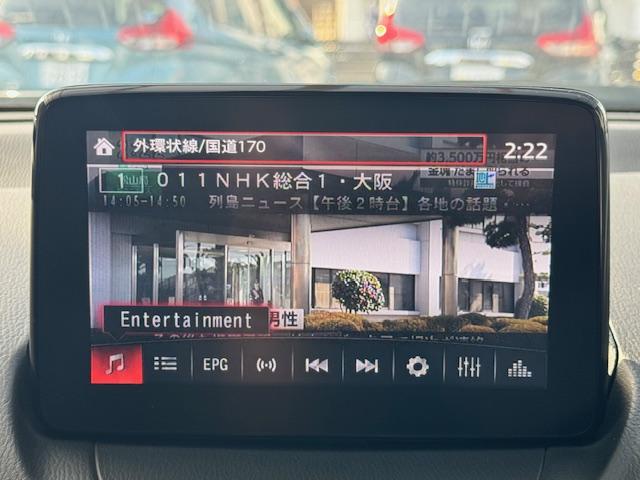 外環状線/国道170
2:22
約3,500万円相
1 011NHK総合1・大阪
14:05-14:50 列島ニュース【午後2時台】各地の話題
Entertainment
男性
EPG